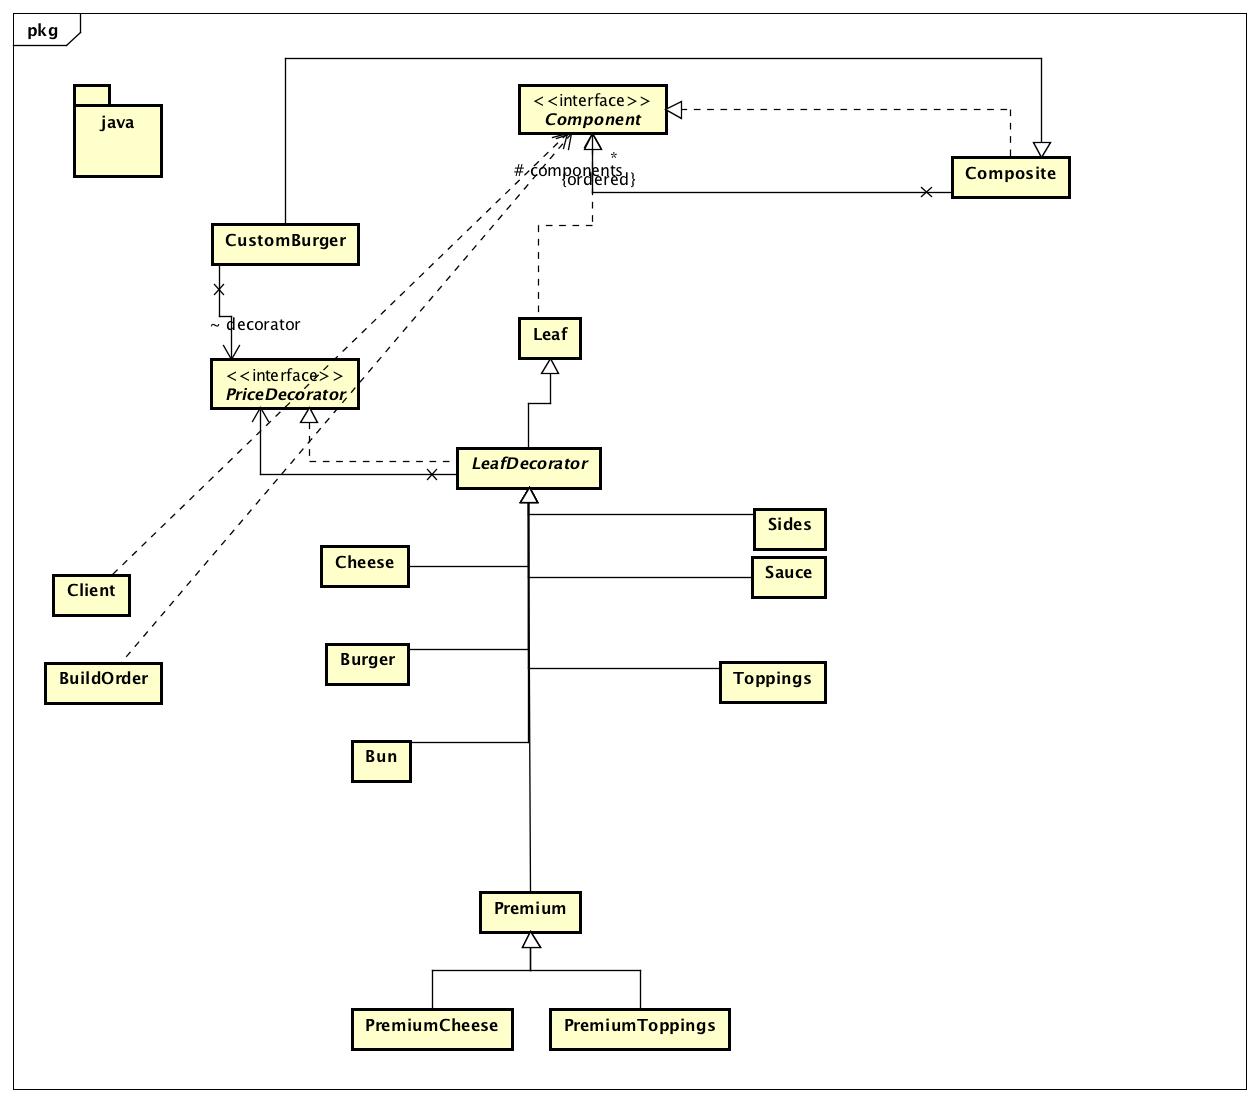 pkg
java
<<interface>>
Component
*
# components
{ordered}
Composite
CustomBurger
~ decorator
Leaf
<<interface>>
PriceDecorator
LeafDecorator
Sides
Cheese
Sauce
Client
Burger
BuildOrder
Toppings
Bun
Premium
PremiumCheese
PremiumToppings